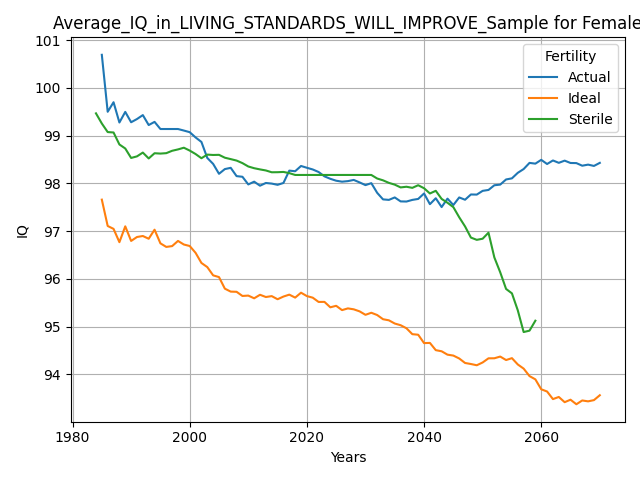 Average_IQ_in_LIVING_STANDARDS_WILL_IMPROVE_Sample for Female
101
100
99
98
97
96
95
94
IQ
Fertility
Actual
Ideal
Sterile
1980 2000 2020 2040 2060
Years